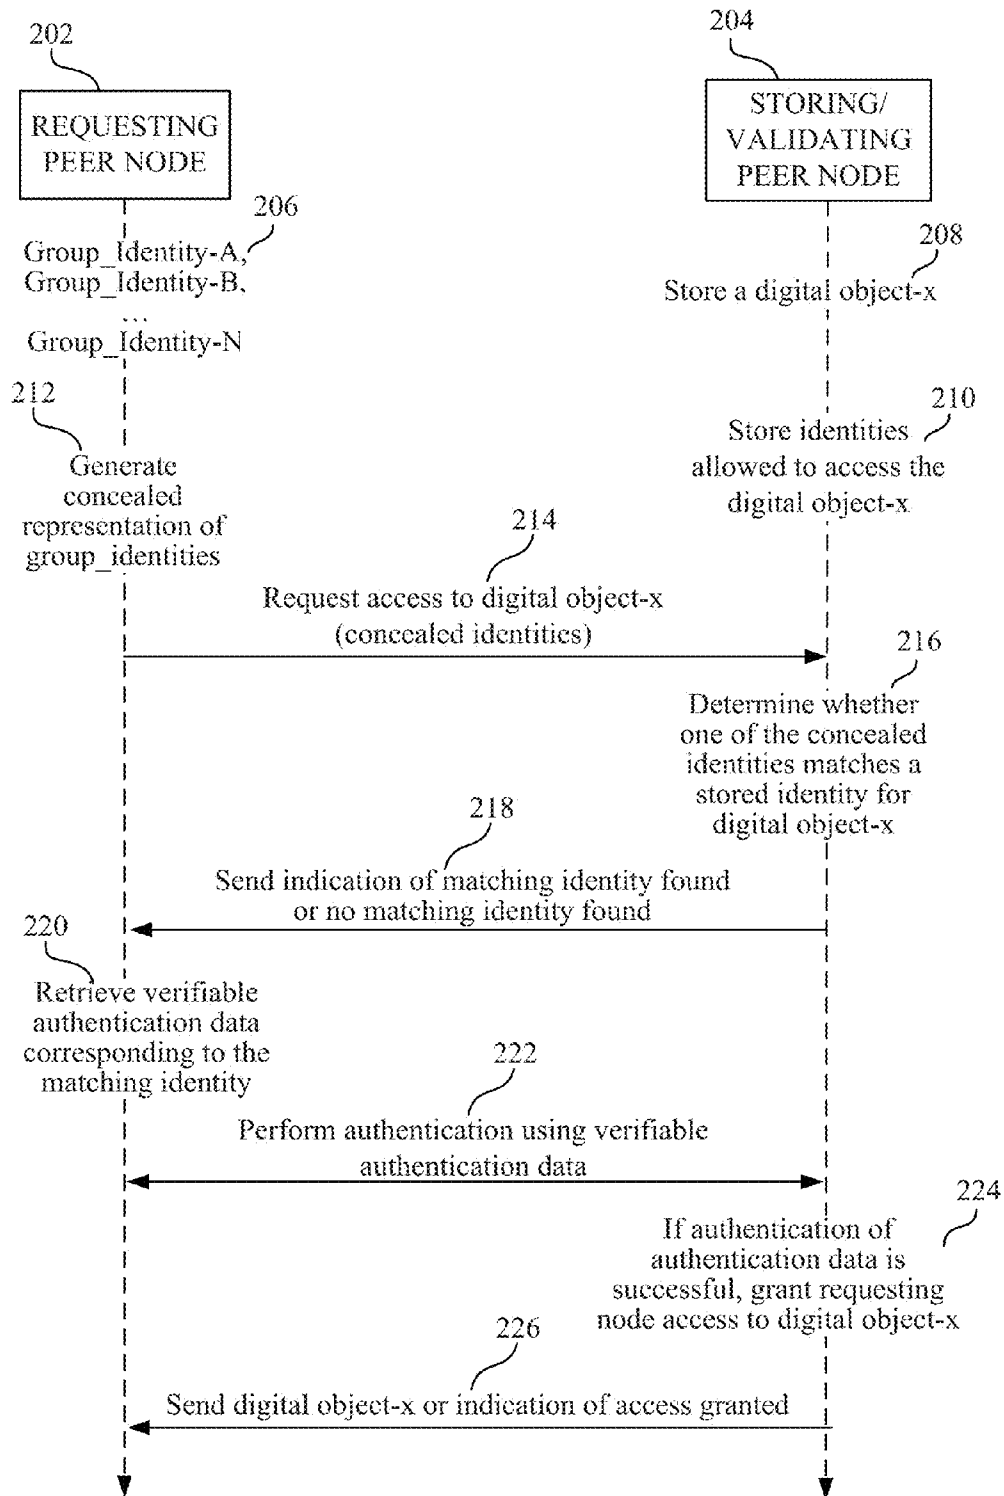 202
REQUESTING
PEER NODE
204
STORING/
VALIDATING
PEER NODE
206
Group_Identity-A,
Group_Identity-B,
...
Group_Identity-N
208
Store a digital object-x
212
Generate
concealed
representation of
group_identities
210
Store identities
allowed to access the
digital object-x
214
Request access to digital object-x
(concealed identities)
216
Determine whether
one of the concealed
identities matches a
stored identity for
digital object-x
218
Send indication of matching identity found
or no matching identity found
220
Retrieve verifiable
authentication data
corresponding to the
matching identity
222
Perform authentication using verifiable
authentication data
224
If authentication of
authentication data is
successful, grant requesting
node access to digital object-x
226
Send digital object-x or indication of access granted